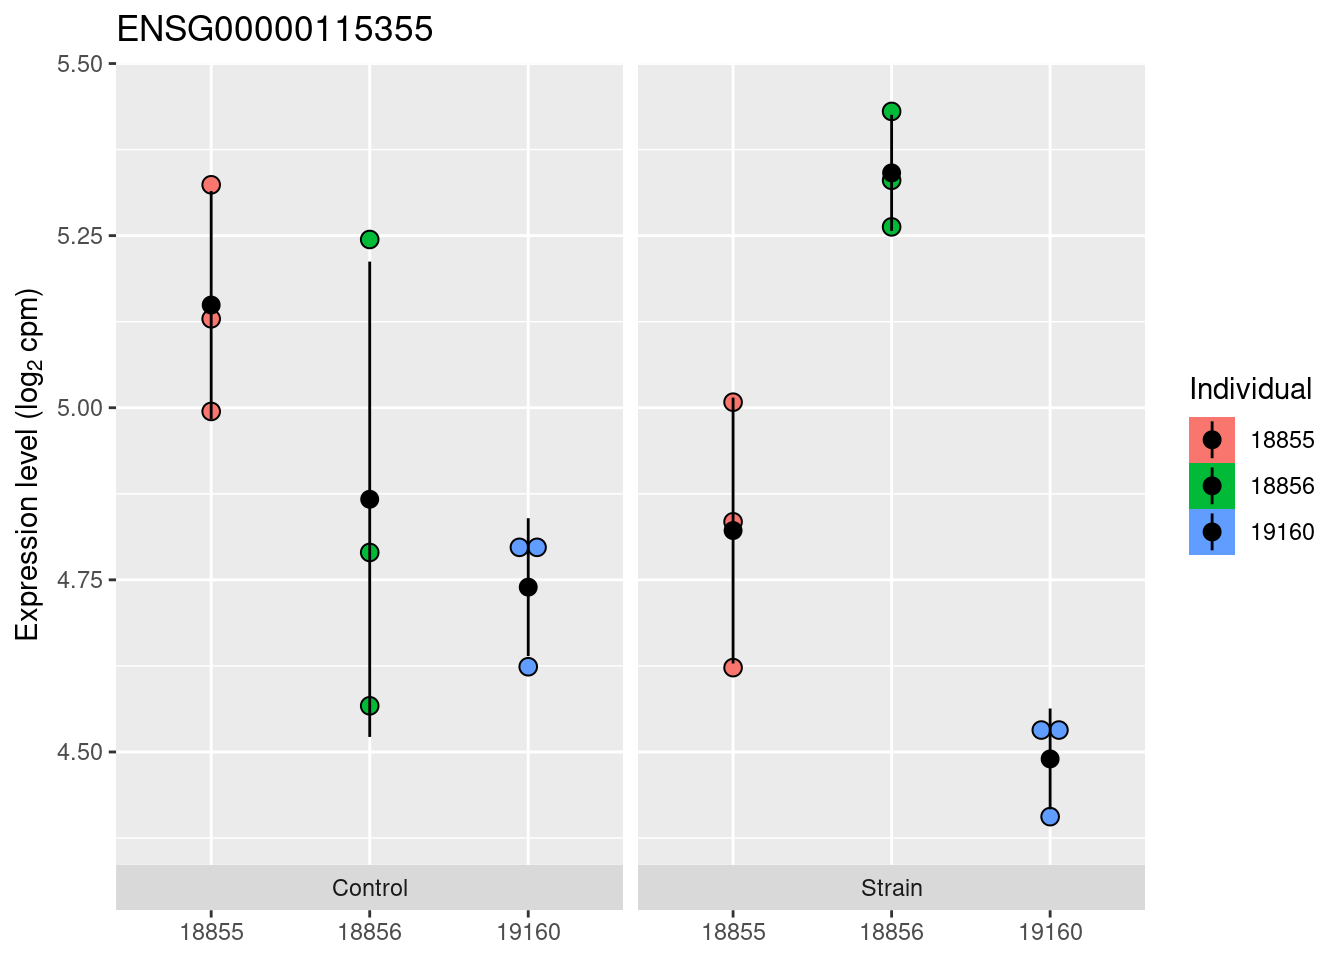 ENSG00000115355
Expression level (log₂ cpm)
5.50
5.25
5.00
4.75
4.50
Control
Strain
18855
18856
19160
18855
18856
19160
Individual
18855
18856
19160